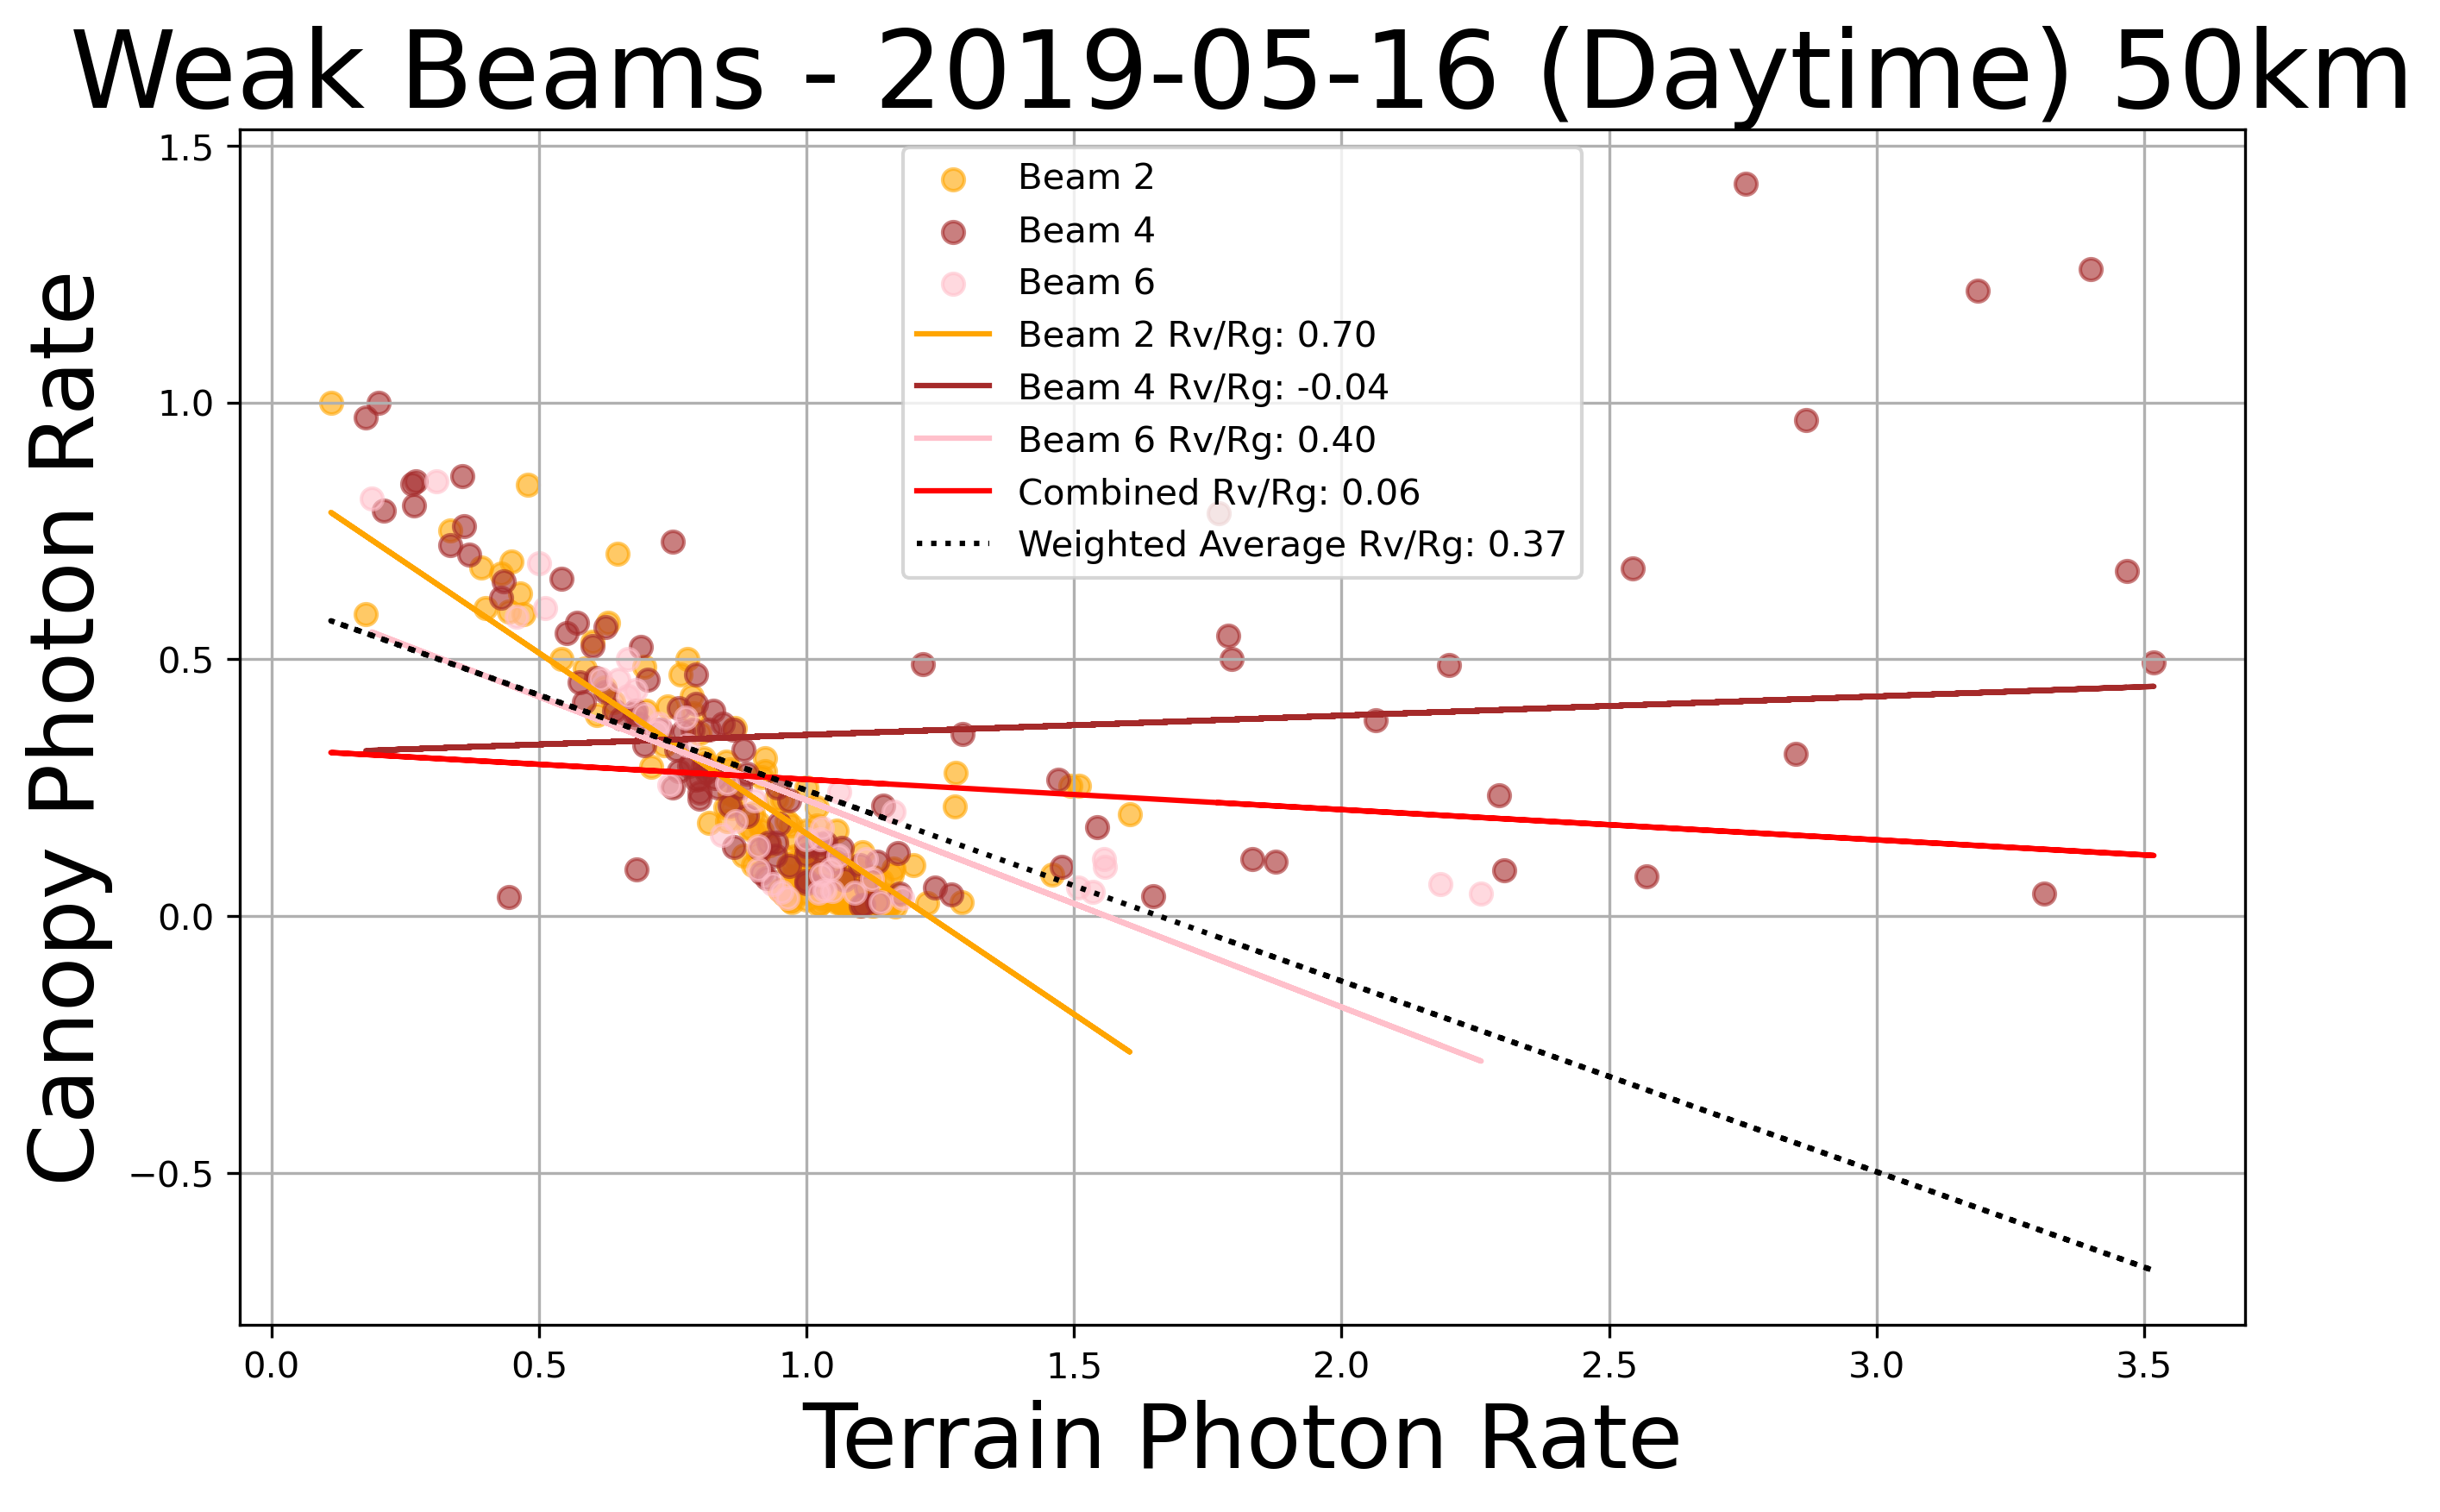 Weak Beams - 2019-05-16 (Daytime) 50km
Canopy Photon Rate
1.5
1.0
0.5
0.0
−0.5
Beam 2
Beam 4
Beam 6
Beam 2 Rv/Rg: 0.70
Beam 4 Rv/Rg: -0.04
Beam 6 Rv/Rg: 0.40
Combined Rv/Rg: 0.06
Weighted Average Rv/Rg: 0.37
0.0 0.5 1.0 1.5 2.0 2.5 3.0 3.5
Terrain Photon Rate